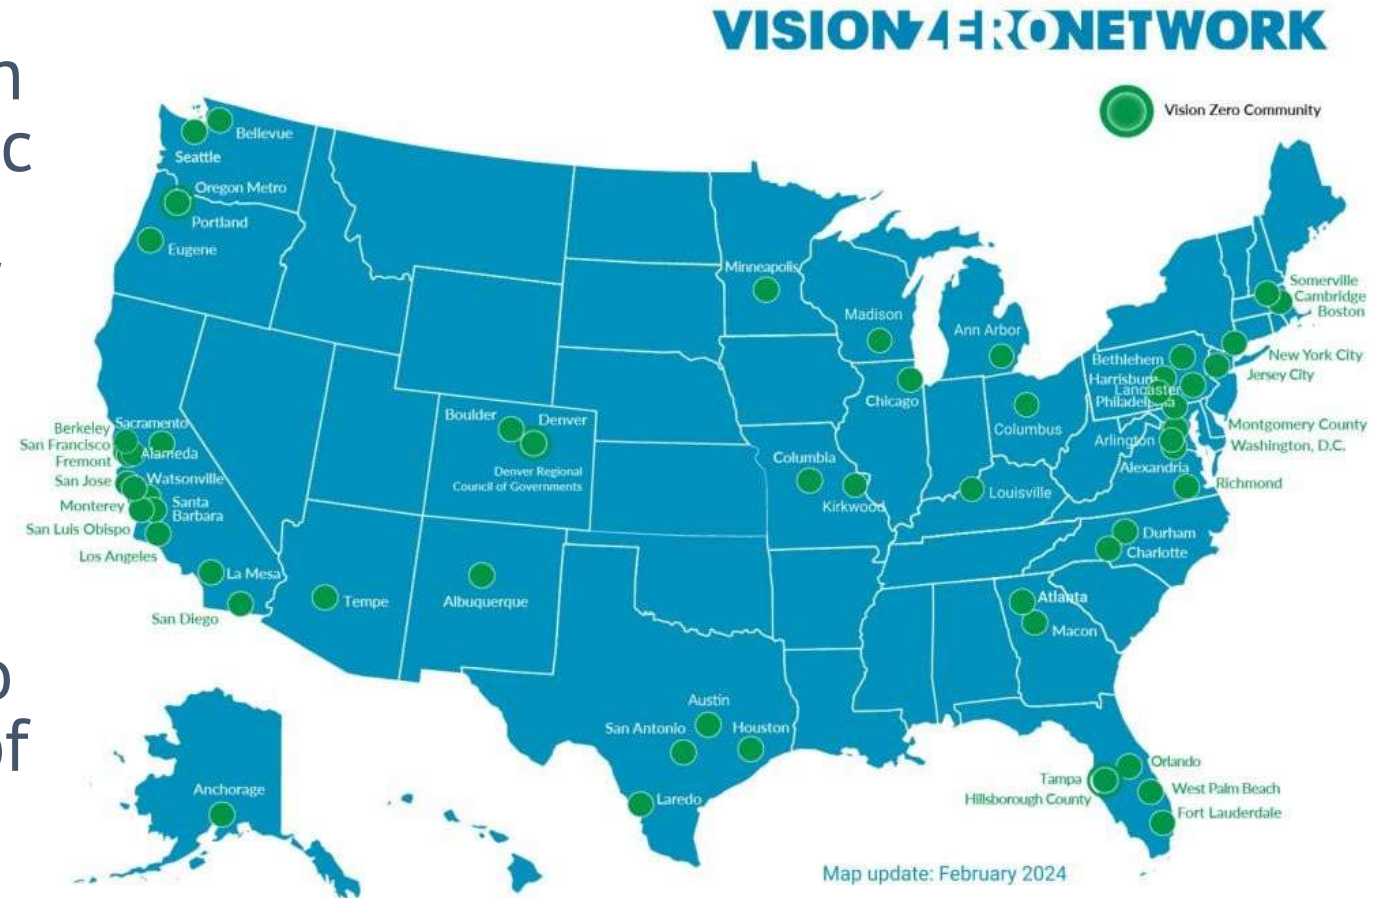 VISIONZERONETWORK
Vision Zero Community
n
c
p
of
Bellevue
Seattle
Oregon Metro
Portland
Eugene
Minneapolis
Madison
Ann Arbor
Chicago
Columbus
Somerville
Cambridge
Boston
New York City
Jersey City
Bethlehem
Harrisburg
Lancaster
Philadelphia
Montgomery County
Arlington
Washington, D.C.
Alexandria
Richmond
Boulder
Denver
Denver Regional
Council of Governments
Columbia
Kirkwood
Louisville
Durham
Charlotte
Berkeley
Sacramento
San Francisco
Alameda
Fremont
San Jose
Watsonville
Monterey
Santa
Barbara
San Luis Obispo
Los Angeles
La Mesa
San Diego
Tempe
Albuquerque
Atlanta
Macon
Austin
San Antonio
Houston
Laredo
Anchorage
Orlando
Tampa
West Palm Beach
Hillsborough County
Fort Lauderdale
Map update: February 2024